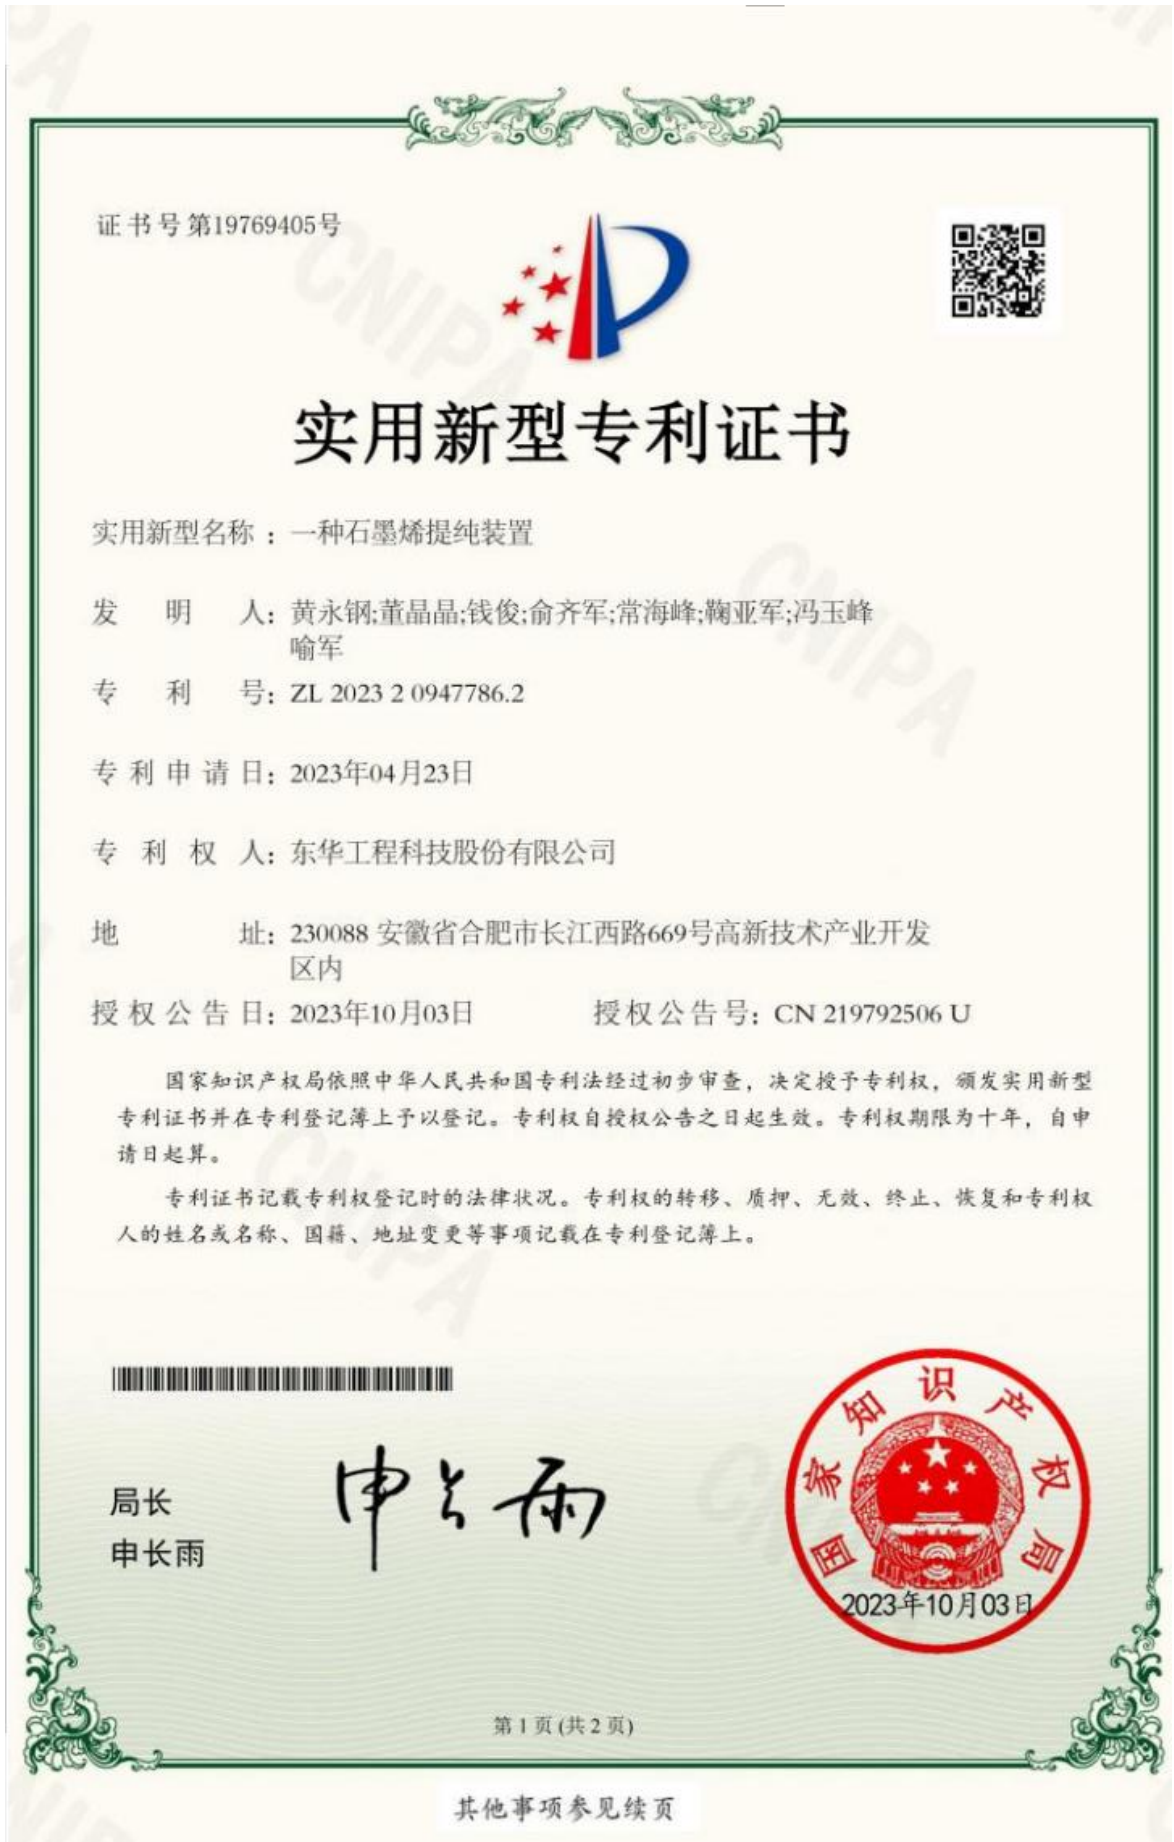 证书号第19769405号
实用新型专利证书
实用新型名称：一种石墨烯提纯装置
发明人：黄永钢;董晶晶;钱俊;俞齐军;常海峰;鞠亚军;冯玉峰
喻军
专利号：ZL 2023 2 0947786.2
专利申请日：2023年04月23日
专利权人：东华工程科技股份有限公司
地址：230088 安徽省合肥市长江西路669号高新技术产业开发
区内
授权公告日：2023年10月03日 授权公告号：CN 219792506 U
国家知识产权局依照中华人民共和国专利法经过初步审查，决定授予专利权，颁发实用新型
专利证书并在专利登记簿上予以登记。专利权自授权公告之日起生效。专利权期限为十年，自申
请日起算。
专利证书记载专利权登记时的法律状况。专利权的转移、质押、无效、终止、恢复和专利权
人的姓名或名称、国籍、地址变更等事项记载在专利登记簿上。
局长
申长雨
申长雨
国家知识产权局
2023年10月03日
第1页(共2页)
其他事项参见续页
CNIPA
CNIPA
CNIPA